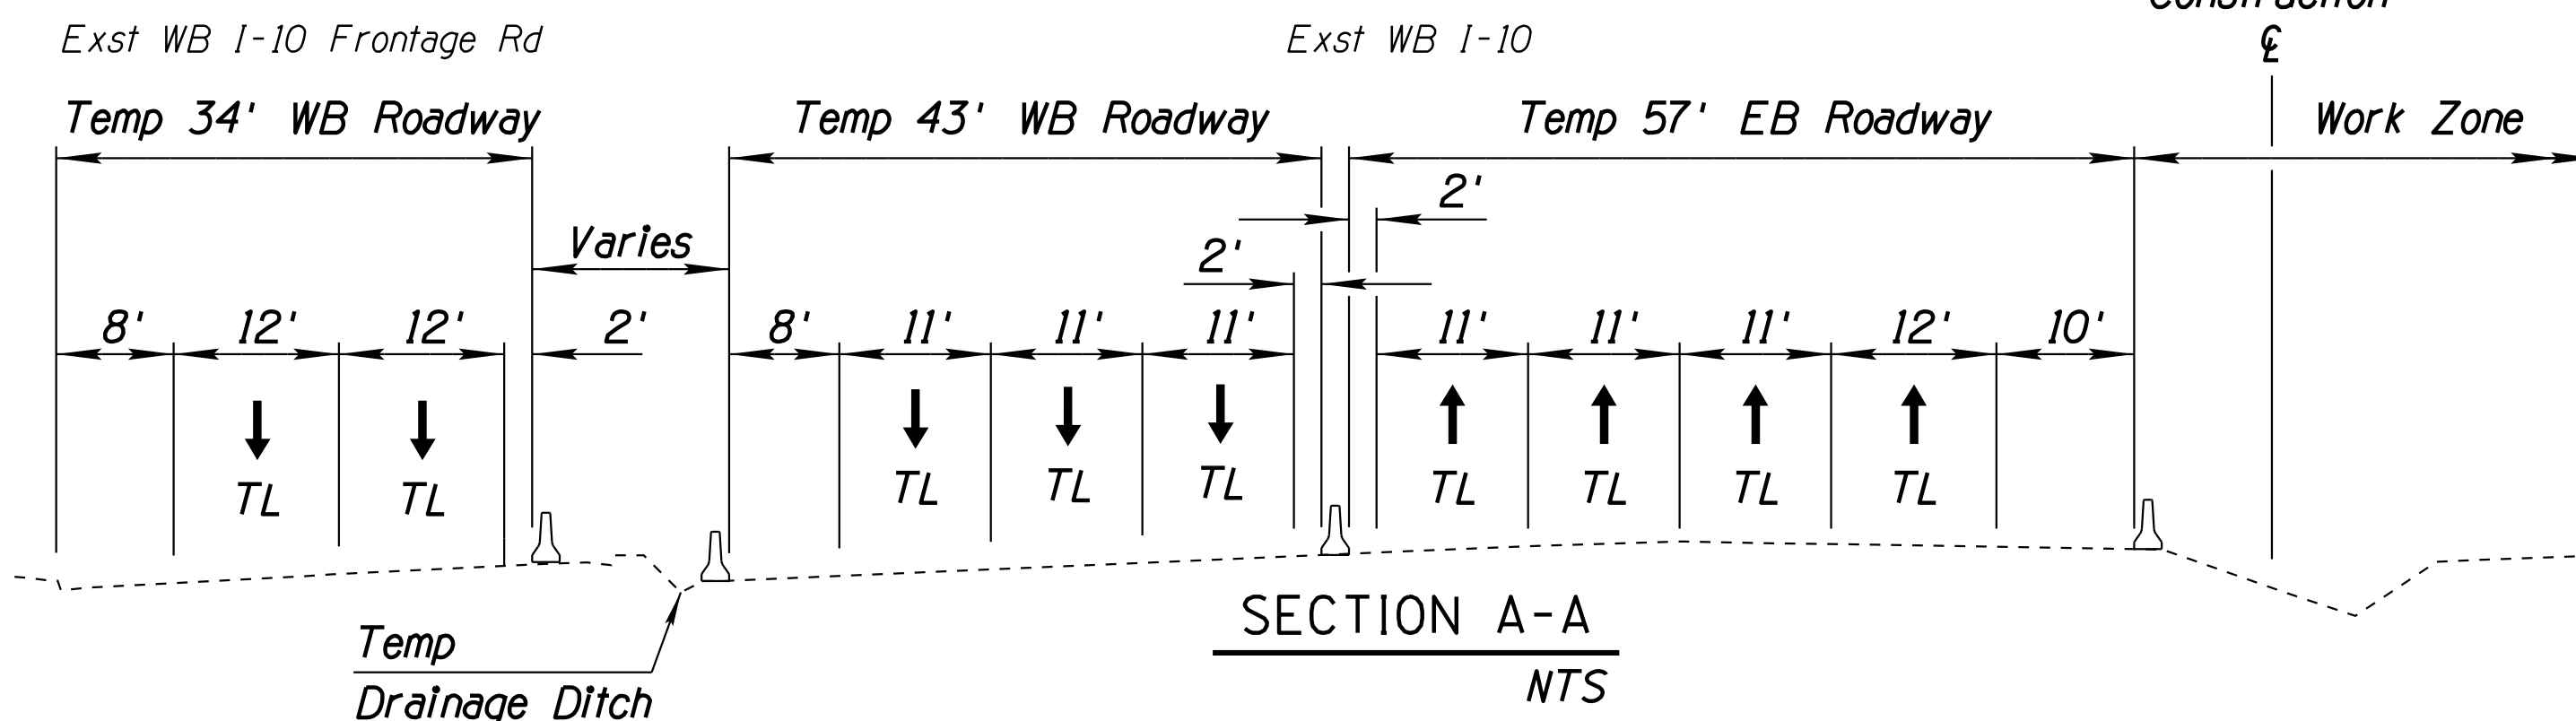 Construction
Exst WB I-10 Frontage Rd
Exst WB I-10
℄
Temp 34' WB Roadway
Temp 43' WB Roadway
Temp 57' EB Roadway
Work Zone
2'
Varies
2'
8' 12' 12' 2' 8' 11' 11' 11' 11' 11' 11' 12' 10'
TL TL TL TL TL TL TL TL TL
SECTION A-A
NTS
Temp
Drainage Ditch